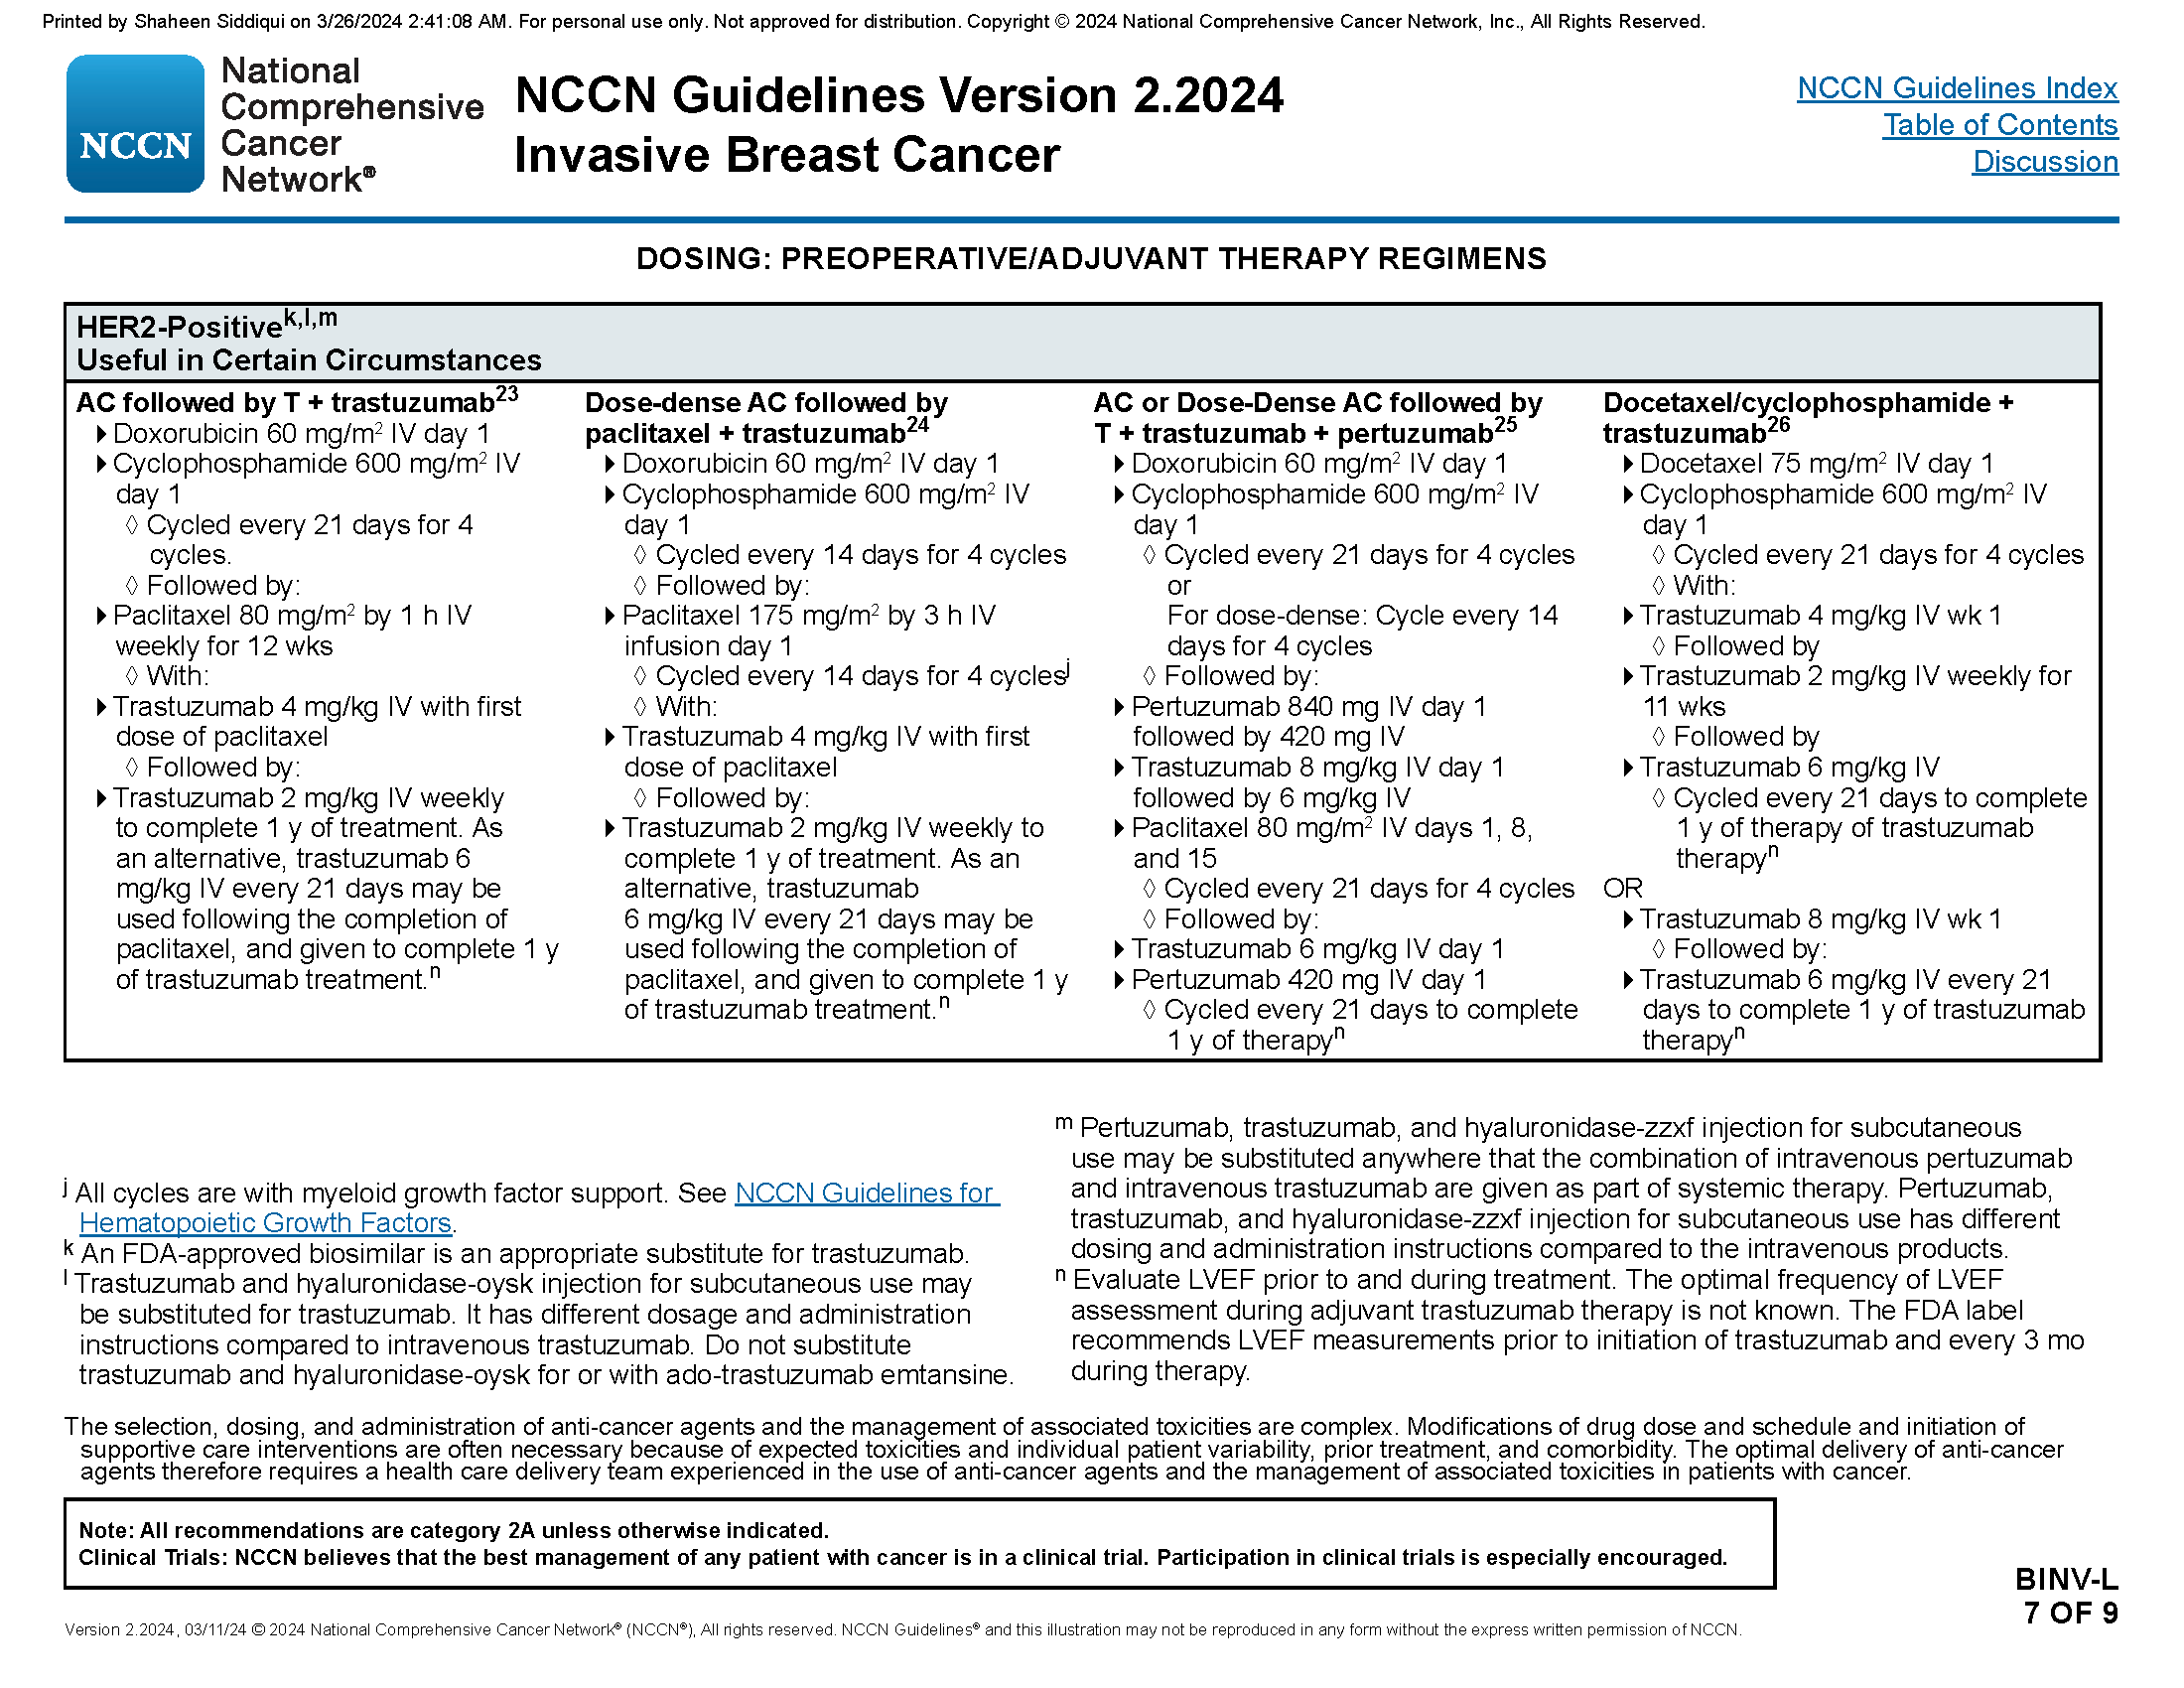 Printed by Shaheen Siddiqui on 3/26/2024 2:41:08 AM. For personal use only. Not approved for distribution. Copyright © 2024 National Comprehensive Cancer Network, Inc., All Rights Reserved.
NCCN
National
Comprehensive
Cancer
Network®
NCCN Guidelines Version 2.2024
Invasive Breast Cancer
NCCN Guidelines Index
Table of Contents
Discussion
DOSING: PREOPERATIVE/ADJUVANT THERAPY REGIMENS
HER2-Positivek,l,m
Useful in Certain Circumstances
AC followed by T + trastuzumab23
Doxorubicin 60 mg/m2 IV day 1
Cyclophosphamide 600 mg/m2 IV
day 1
◊ Cycled every 21 days for 4
cycles.
◊ Followed by:
Paclitaxel 80 mg/m2 by 1 h IV
weekly for 12 wks
◊ With:
Trastuzumab 4 mg/kg IV with first
dose of paclitaxel
◊ Followed by:
Trastuzumab 2 mg/kg IV weekly
to complete 1 y of treatment. As
an alternative, trastuzumab 6
mg/kg IV every 21 days may be
used following the completion of
paclitaxel, and given to complete 1 y
of trastuzumab treatment.n
Dose-dense AC followed by
paclitaxel + trastuzumab24
Doxorubicin 60 mg/m2 IV day 1
Cyclophosphamide 600 mg/m2 IV
day 1
◊ Cycled every 14 days for 4 cycles
◊ Followed by:
Paclitaxel 175 mg/m2 by 3 h IV
infusion day 1
◊ Cycled every 14 days for 4 cyclesj
◊ With:
Trastuzumab 4 mg/kg IV with first
dose of paclitaxel
◊ Followed by:
Trastuzumab 2 mg/kg IV weekly to
complete 1 y of treatment. As an
alternative, trastuzumab
6 mg/kg IV every 21 days may be
used following the completion of
paclitaxel, and given to complete 1 y
of trastuzumab treatment.n
AC or Dose-Dense AC followed by
T + trastuzumab + pertuzumab25
Doxorubicin 60 mg/m2 IV day 1
Cyclophosphamide 600 mg/m2 IV
day 1
◊ Cycled every 21 days for 4 cycles
or
For dose-dense: Cycle every 14
days for 4 cycles
◊ Followed by:
Pertuzumab 840 mg IV day 1
followed by 420 mg IV
Trastuzumab 8 mg/kg IV day 1
followed by 6 mg/kg IV
Paclitaxel 80 mg/m2 IV days 1, 8,
and 15
◊ Cycled every 21 days for 4 cycles
◊ Followed by:
Trastuzumab 6 mg/kg IV day 1
Pertuzumab 420 mg IV day 1
◊ Cycled every 21 days to complete
1 y of therapyn
Docetaxel/cyclophosphamide +
trastuzumab26
Docetaxel 75 mg/m2 IV day 1
Cyclophosphamide 600 mg/m2 IV
day 1
◊ Cycled every 21 days for 4 cycles
◊ With:
Trastuzumab 4 mg/kg IV wk 1
◊ Followed by
Trastuzumab 2 mg/kg IV weekly for
11 wks
◊ Followed by
Trastuzumab 6 mg/kg IV
◊ Cycled every 21 days to complete
1 y of therapy of trastuzumab
therapyn
OR
Trastuzumab 8 mg/kg IV wk 1
◊ Followed by:
Trastuzumab 6 mg/kg IV every 21
days to complete 1 y of trastuzumab
therapyn
j All cycles are with myeloid growth factor support. See NCCN Guidelines for
Hematopoietic Growth Factors.
k An FDA-approved biosimilar is an appropriate substitute for trastuzumab.
l Trastuzumab and hyaluronidase-oysk injection for subcutaneous use may
be substituted for trastuzumab. It has different dosage and administration
instructions compared to intravenous trastuzumab. Do not substitute
trastuzumab and hyaluronidase-oysk for or with ado-trastuzumab emtansine.
m Pertuzumab, trastuzumab, and hyaluronidase-zzxf injection for subcutaneous
use may be substituted anywhere that the combination of intravenous pertuzumab
and intravenous trastuzumab are given as part of systemic therapy. Pertuzumab,
trastuzumab, and hyaluronidase-zzxf injection for subcutaneous use has different
dosing and administration instructions compared to the intravenous products.
n Evaluate LVEF prior to and during treatment. The optimal frequency of LVEF
assessment during adjuvant trastuzumab therapy is not known. The FDA label
recommends LVEF measurements prior to initiation of trastuzumab and every 3 mo
during therapy.
The selection, dosing, and administration of anti-cancer agents and the management of associated toxicities are complex. Modifications of drug dose and schedule and initiation of
supportive care interventions are often necessary because of expected toxicities and individual patient variability, prior treatment, and comorbidity. The optimal delivery of anti-cancer
agents therefore requires a health care delivery team experienced in the use of anti-cancer agents and the management of associated toxicities in patients with cancer.
Note: All recommendations are category 2A unless otherwise indicated.
Clinical Trials: NCCN believes that the best management of any patient with cancer is in a clinical trial. Participation in clinical trials is especially encouraged.
BINV-L
7 OF 9
Version 2.2024, 03/11/24 © 2024 National Comprehensive Cancer Network® (NCCN®), All rights reserved. NCCN Guidelines® and this illustration may not be reproduced in any form without the express written permission of NCCN.